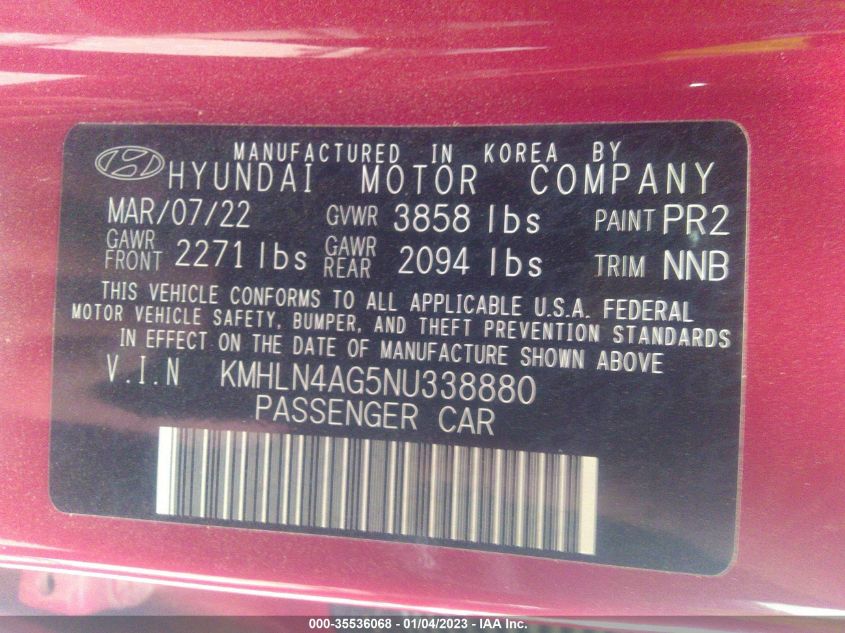 MANUFACTURED IN KOREA BY
HYUNDAI MOTOR COMPANY
MAR/07/22 GVWR 3858 lbs PAINT PR2
GAWR FRONT 2271 lbs GAWR REAR 2094 lbs TRIM NNB
THIS VEHICLE CONFORMS TO ALL APPLICABLE U.S.A. FEDERAL
MOTOR VEHICLE SAFETY, BUMPER, AND THEFT PREVENTION STANDARDS
IN EFFECT ON THE DATE OF MANUFACTURE SHOWN ABOVE
V.I.N KMHLN4AG5NU338880
PASSENGER CAR
000-35536068 - 01/04/2023 - IAA Inc.